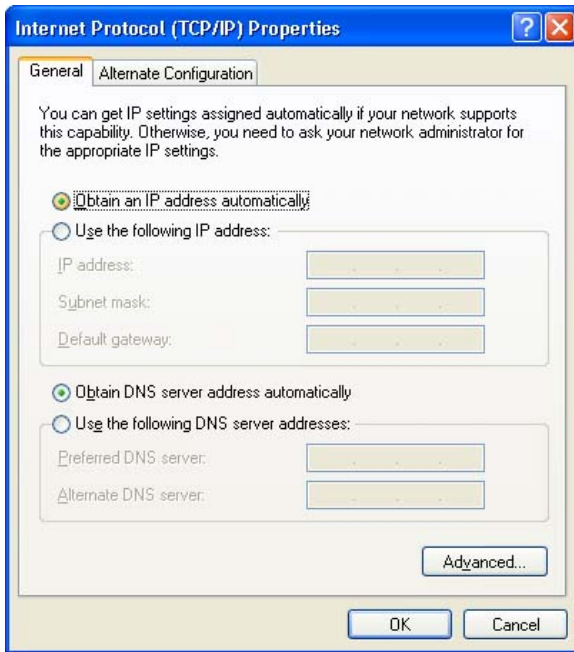 Internet Protocol (TCP/IP) Properties
General
Alternate Configuration
You can get IP settings assigned automatically if your network supports
this capability. Otherwise, you need to ask your network administrator for
the appropriate IP settings.
Obtain an IP address automatically
Use the following IP address:
IP address:
Subnet mask:
Default gateway:
Obtain DNS server address automatically
Use the following DNS server addresses:
Preferred DNS server:
Alternate DNS server:
Advanced...
OK
Cancel